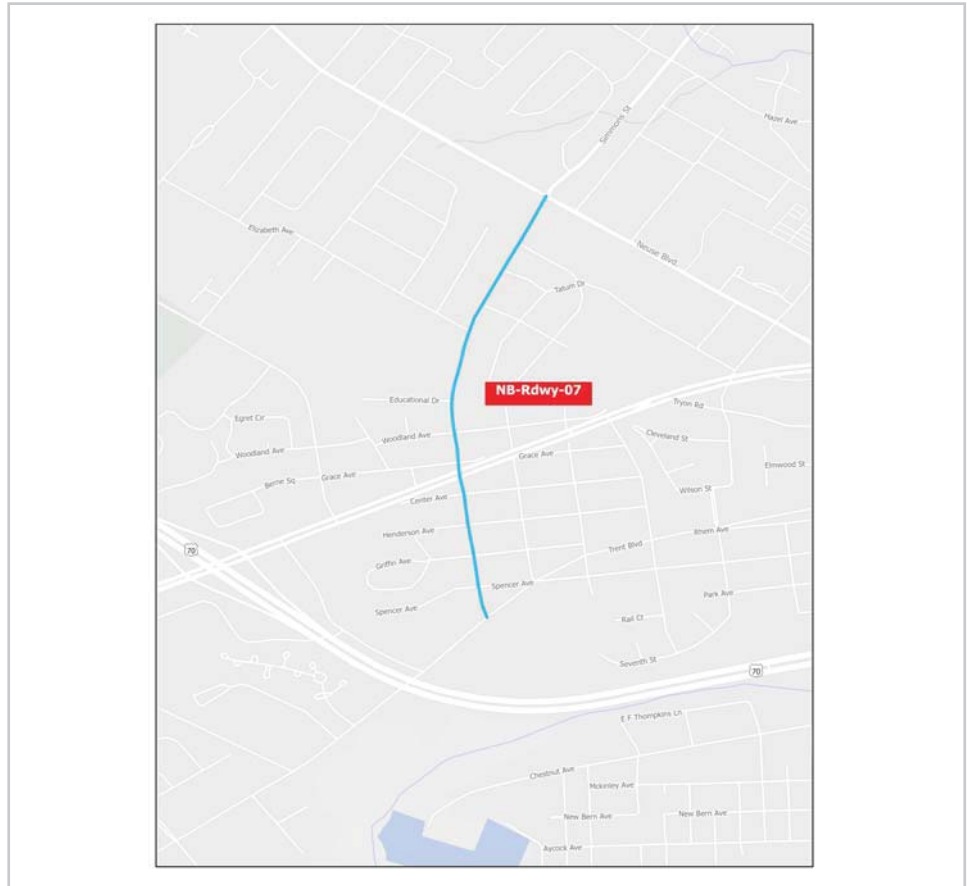 Simmons St
Hazel Ave
Elizabeth Ave
Neuse Blvd
Tatum Dr
NB-Rdwy-07
Educational Dr
Tryon Rd
Egret Cir
Woodland Ave
Cleveland St
Woodland Ave
Grace Ave
Elmwood St
Grace Ave
Berne Sq
Wilson St
Center Ave
Henderson Ave
Rhem Ave
Trent Blvd
70
Griffin Ave
Spencer Ave
Park Ave
Spencer Ave
Rail Ct
Seventh St
70
E F Thompkins Ln
Chestnut Ave
Mckinley Ave
New Bern Ave
New Bern Ave
Aycock Ave